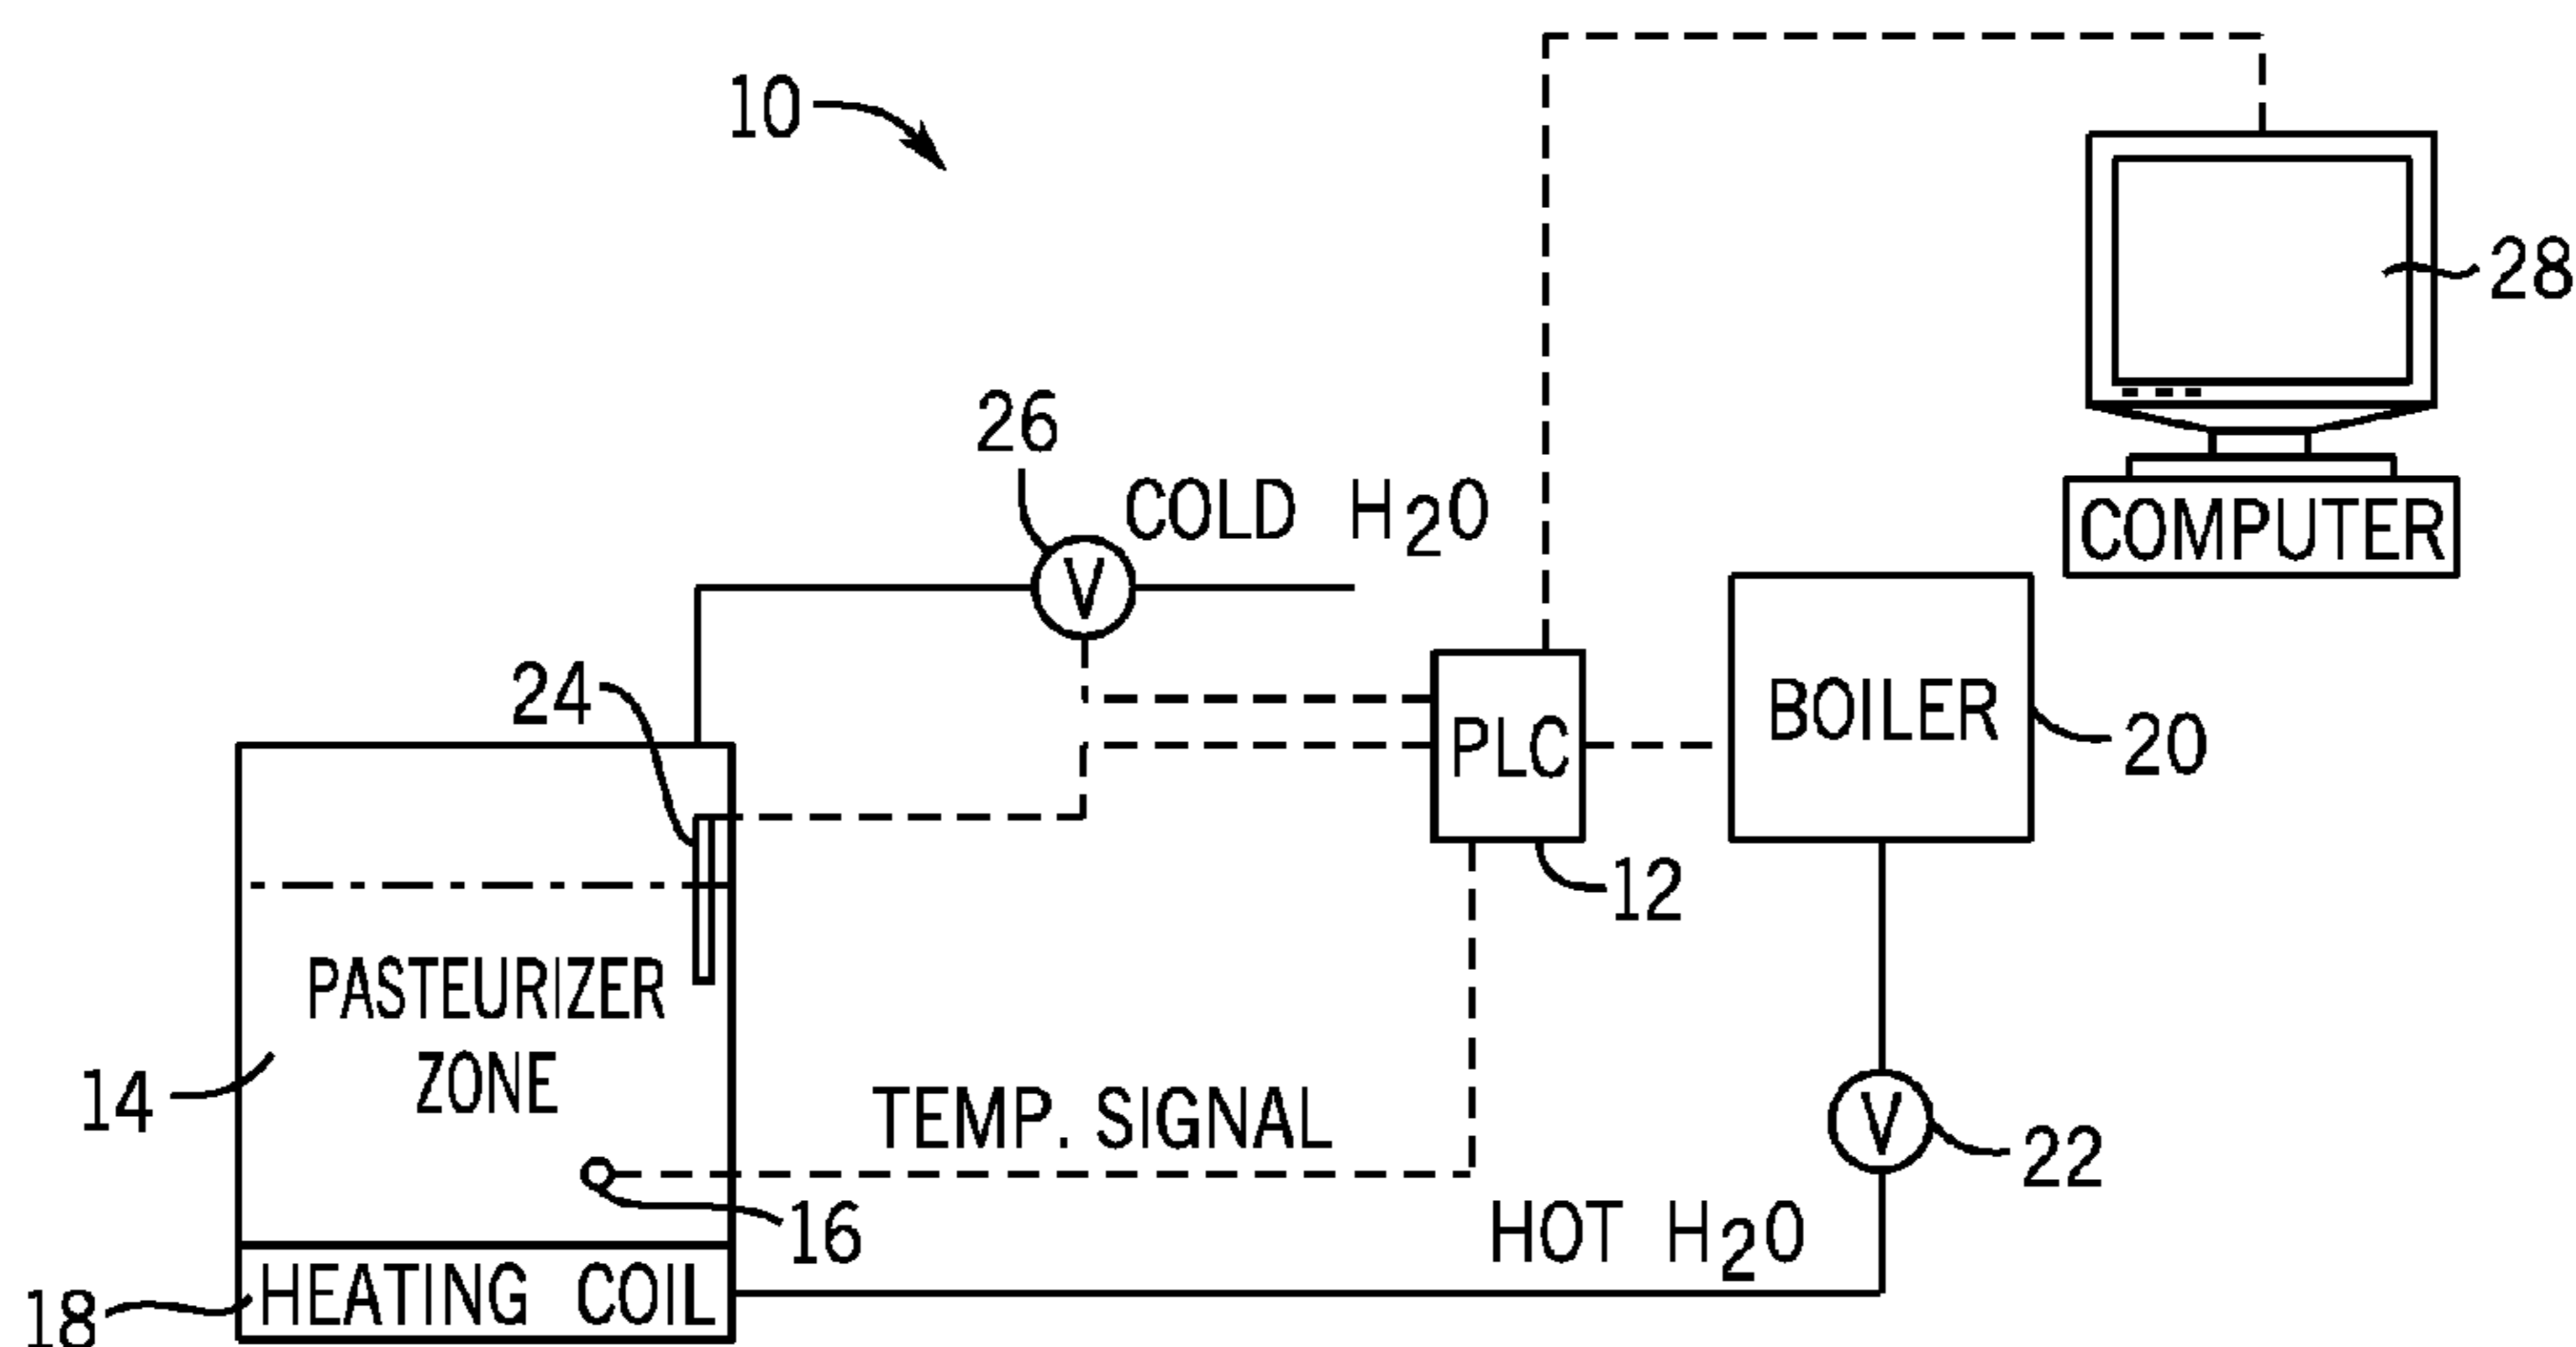 10
28
26
COLD H2O
COMPUTER
V
24
PLC
BOILER
20
12
PASTEURIZER
ZONE
14
TEMP. SIGNAL
V
22
16
HOT H2O
18
HEATING COIL